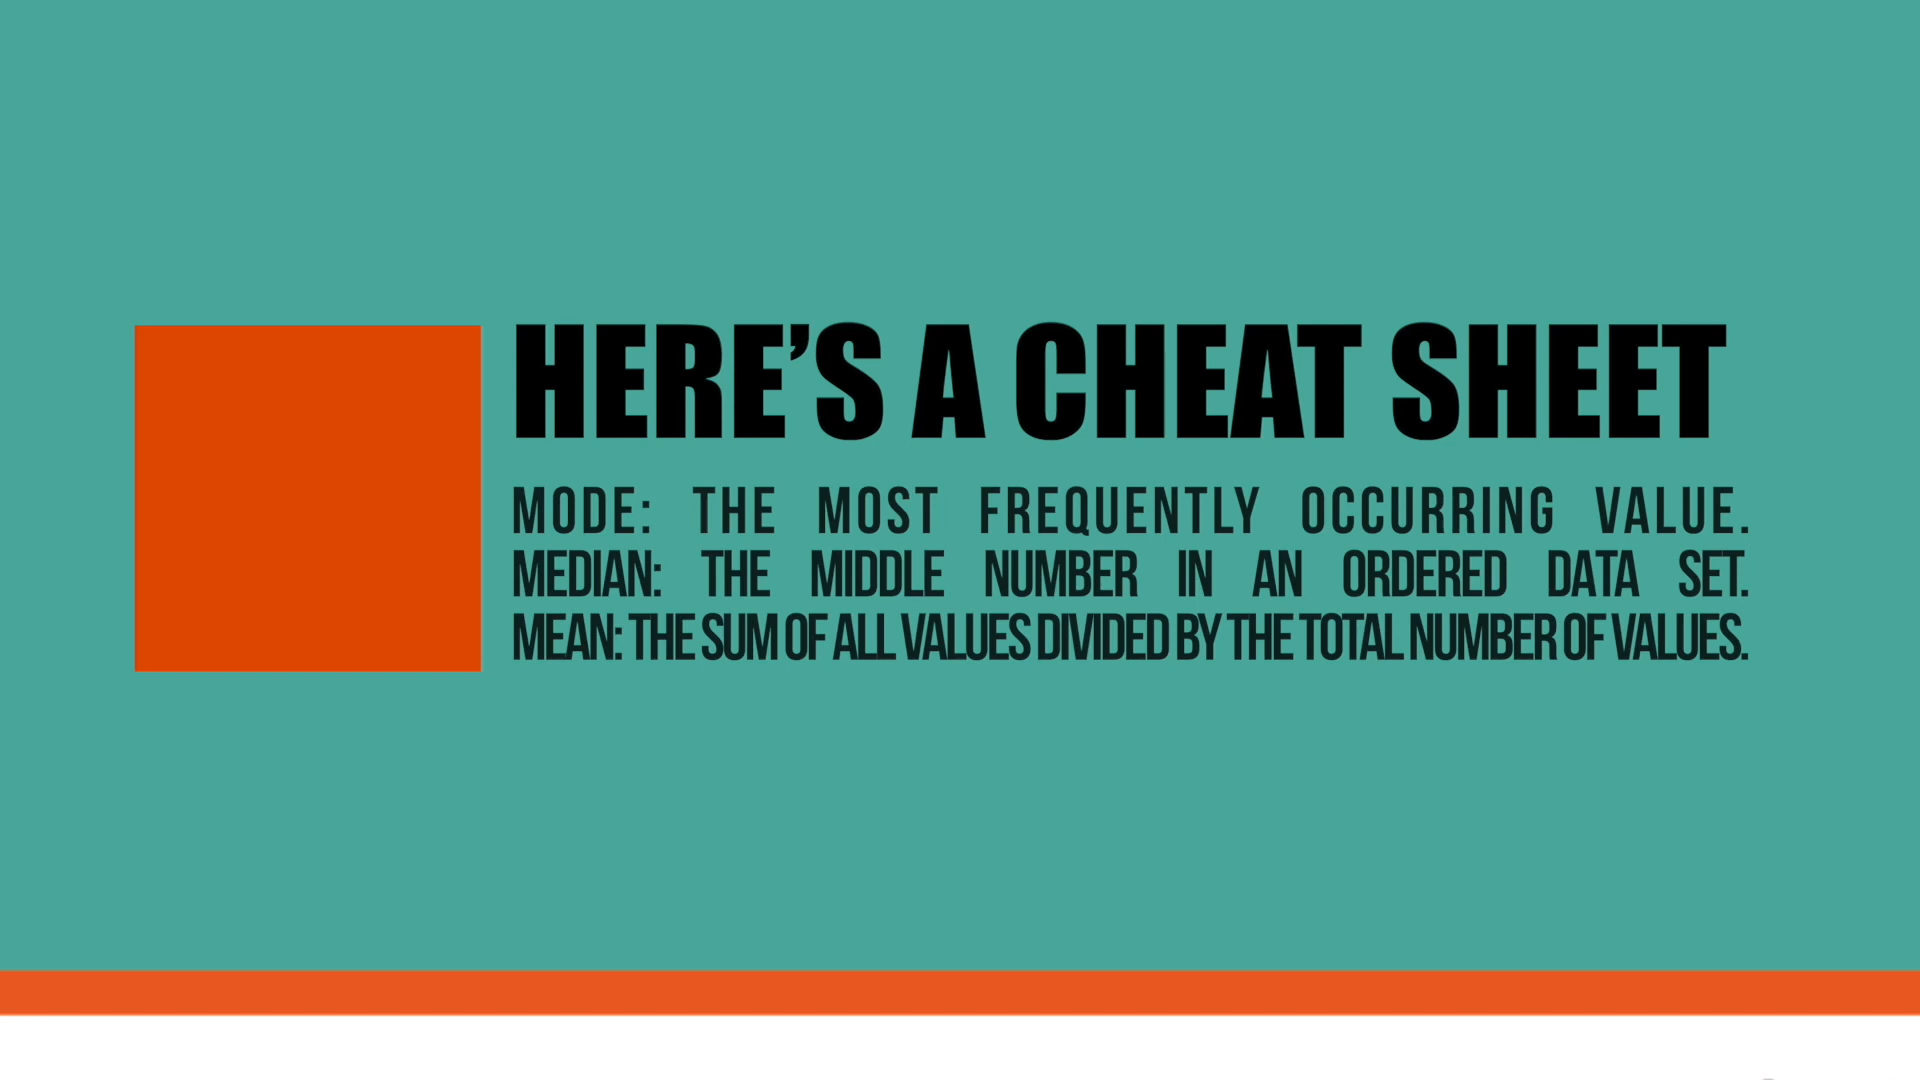 HERE’S A CHEAT SHEET
MODE: THE MOST FREQUENTLY OCCURRING VALUE.
MEDIAN: THE MIDDLE NUMBER IN AN ORDERED DATA SET.
MEAN: THE SUM OF ALL VALUES DIVIDED BY THE TOTAL NUMBER OF VALUES.